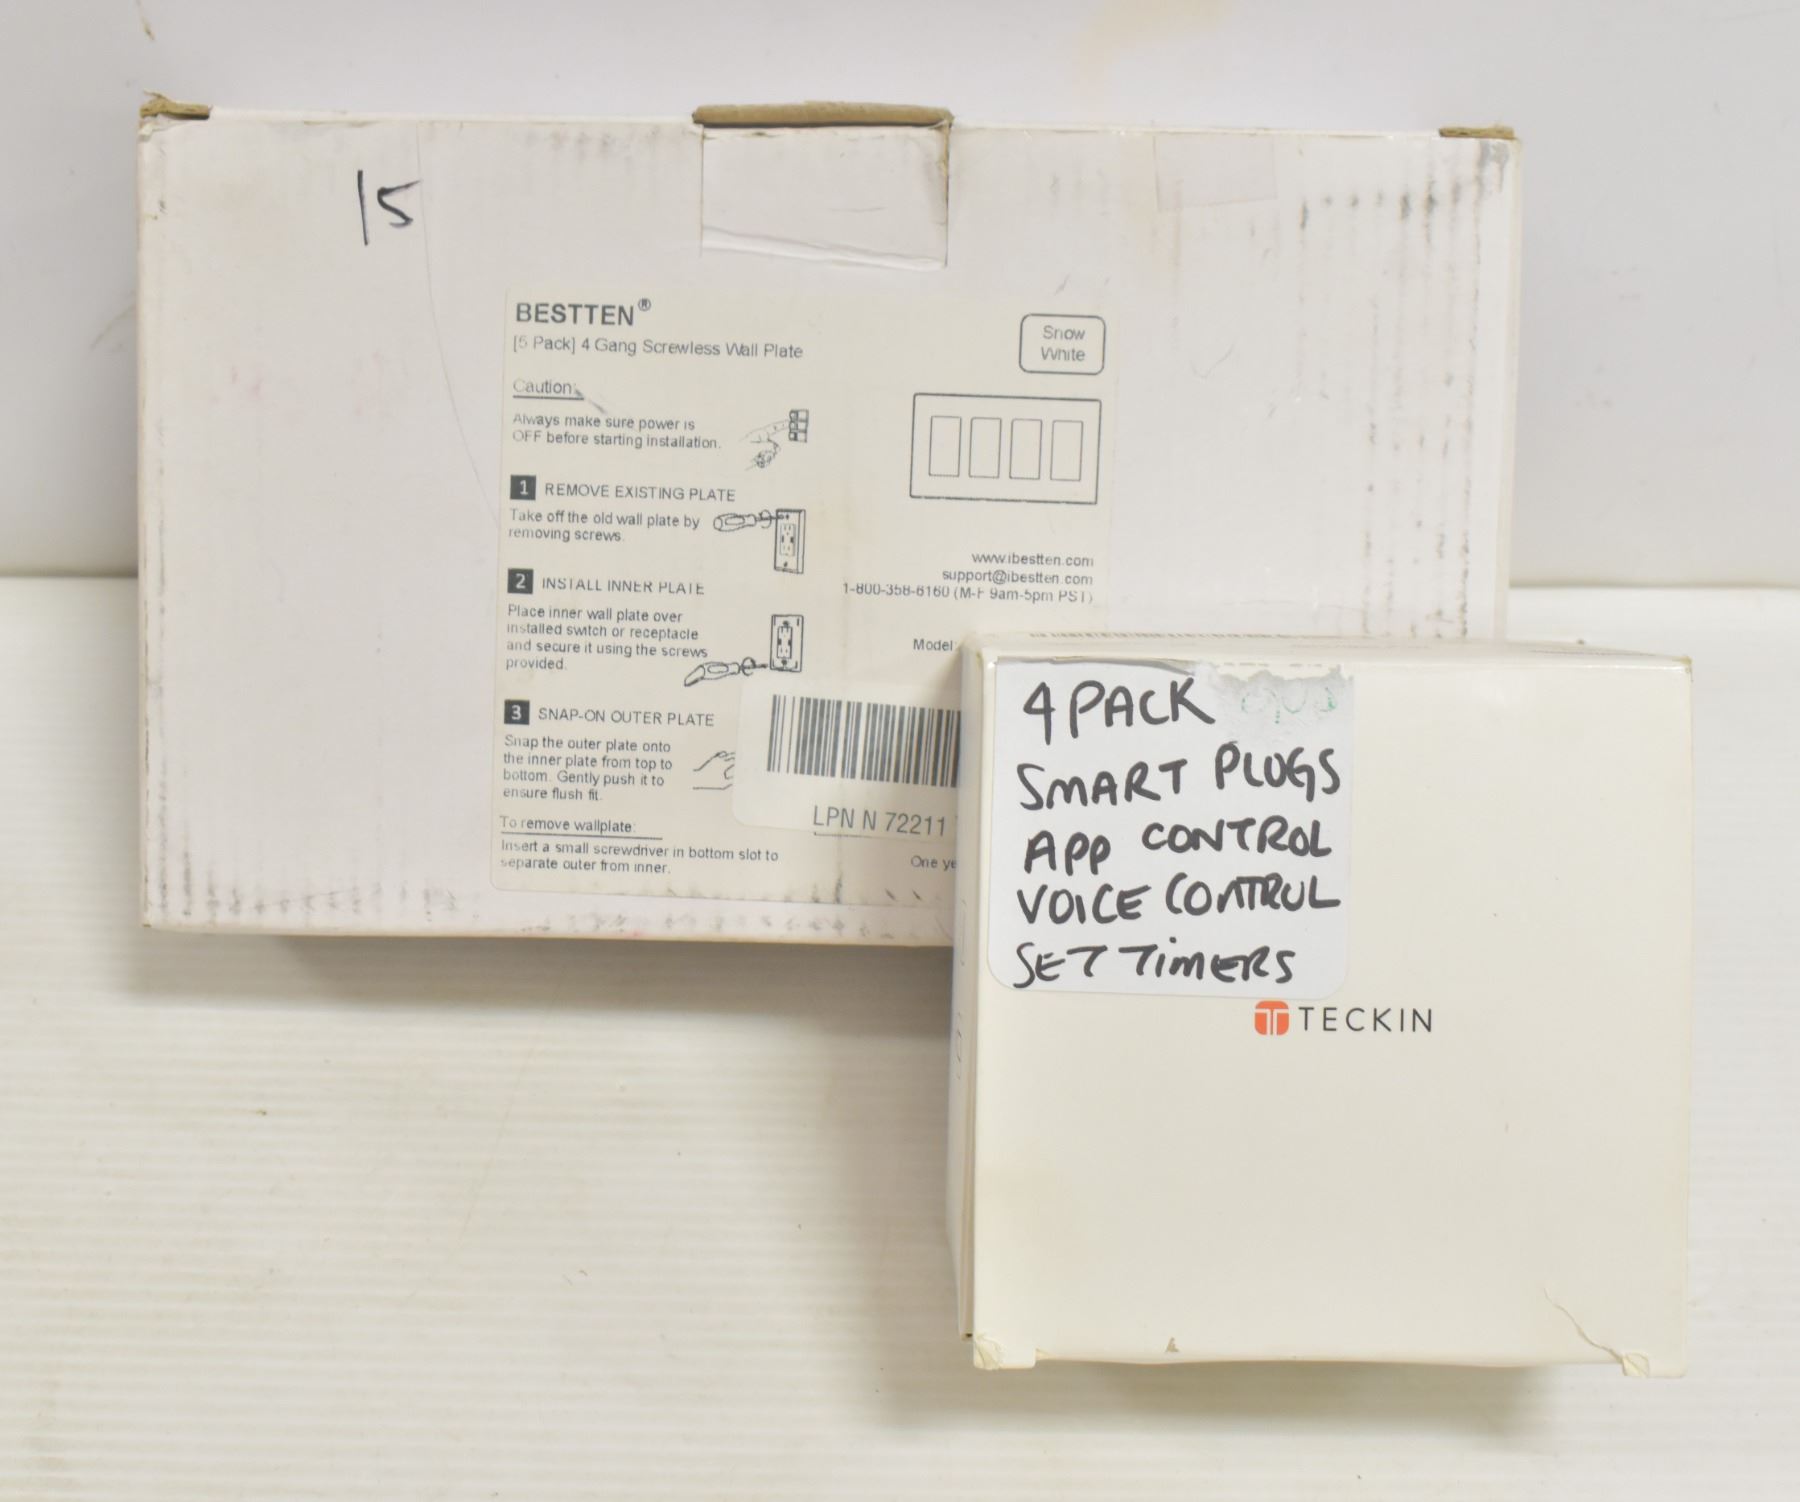 15
BESTTEN®
[5 Pack] 4 Gang Screwless Wall Plate
Snow
White
Caution:
Always make sure power is
OFF before starting installation.
1 REMOVE EXISTING PLATE
Take off the old wall plate by
removing screws.
2 INSTALL INNER PLATE
Place inner wall plate over
installed switch or receptacle
and secure it using the screws
provided.
3 SNAP-ON OUTER PLATE
Snap the outer plate onto
the inner plate from top to
bottom. Gently push it to
ensure flush fit.
To remove wallplate:
Insert a small screwdriver in bottom slot to
separate outer from inner.
www.ibestten.com
support@ibestten.com
1-800-358-6160 (M-F 9am-5pm PST)
Model:
LPN N 72211
One
4 PACK
SMART PLUGS
APP CONTROL
VOICE CONTROL
SET TIMERS
TECKIN